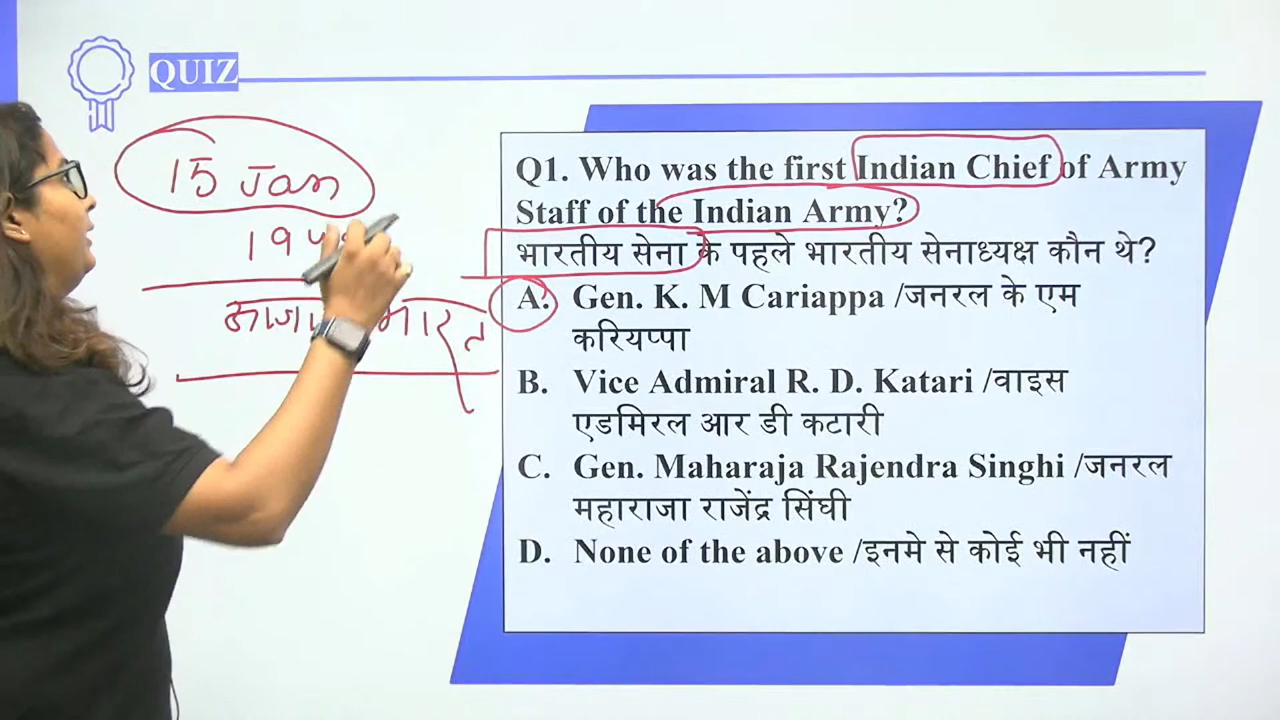 QUIZ
15 Jan
Q1. Who was the first Indian Chief of Army
Staff of the Indian Army?
भारतीय सेना के पहले भारतीय सेनाध्यक्ष कौन थे?
A. Gen. K. M Cariappa /जनरल के एम
करियप्पा
B. Vice Admiral R. D. Katari /वाइस
एडमिरल आर डी कटारी
C. Gen. Maharaja Rajendra Singhi /जनरल
महाराजा राजेंद्र सिंघी
D. None of the above /इनमे से कोई भी नहीं